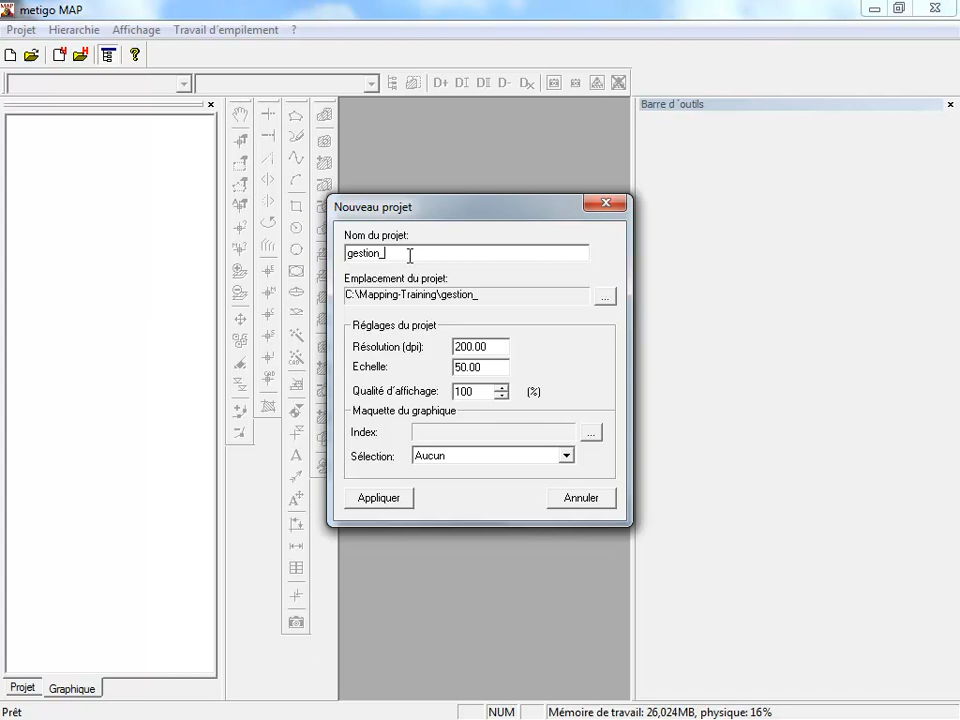 MAP
metigo MAP
Projet Hierarchie Affichage Travail d´empilement ?
D+ D- Dx
Barre d´outils
Nouveau projet
Nom du projet:
gestion_
Emplacement du projet:
C:\Mapping-Training\gestion_
...
Réglages du projet
Résolution (dpi): 200.00
Echelle: 50.00
Qualité d´affichage: 100 (%)
Maquette du graphique
Index: ...
Sélection: Aucun
Appliquer Annuler
Projet Graphique
Prêt NUM Mémoire de travail: 26,024MB, physique: 16%